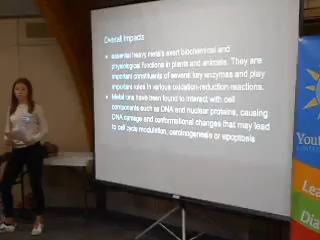 Overall Impacts
essential heavy metals exert biochemical and
physiological functions in plants and animals. They are
important constituents of several key enzymes and play
important roles in various oxidation-reduction reactions.
Metal ions have been found to interact with cell
components such as DNA and nuclear proteins, causing
DNA damage and conformational changes that may lead
to cell cycle modulation, carcinogenesis or apoptosis
Yout
Lea
Dia